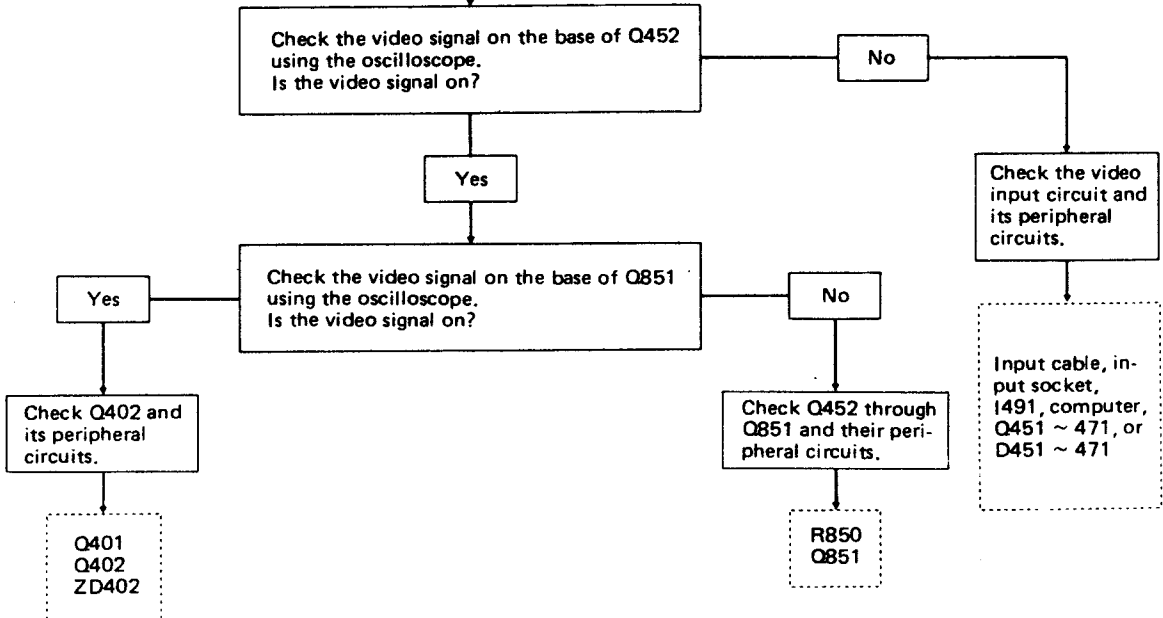 Check the video signal on the base of Q452
using the oscilloscope.
Is the video signal on?
No
Yes
Check the video
input circuit and
its peripheral
circuits.
Check the video signal on the base of Q851
using the oscilloscope.
Is the video signal on?
Yes
No
Input cable, in-
put socket,
I491, computer,
Q451 ~ 471, or
D451 ~ 471
Check Q402 and
its peripheral
circuits.
Check Q452 through
Q851 and their peri-
pheral circuits.
Q401
Q402
ZD402
R850
Q851